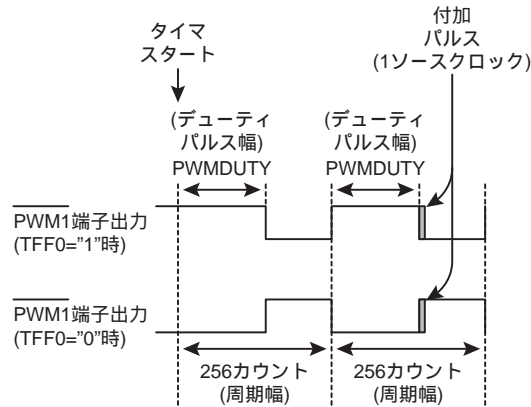 タイマ
スタート
付加
パルス
(1ソースクロック)
(デューティ
パルス幅)
PWMDUTY
(デューティ
パルス幅)
PWMDUTY
PWM1端子出力
(TFF0=”1”時)
PWM1端子出力
(TFF0=”0”時)
256カウント
(周期幅)
256カウント
(周期幅)